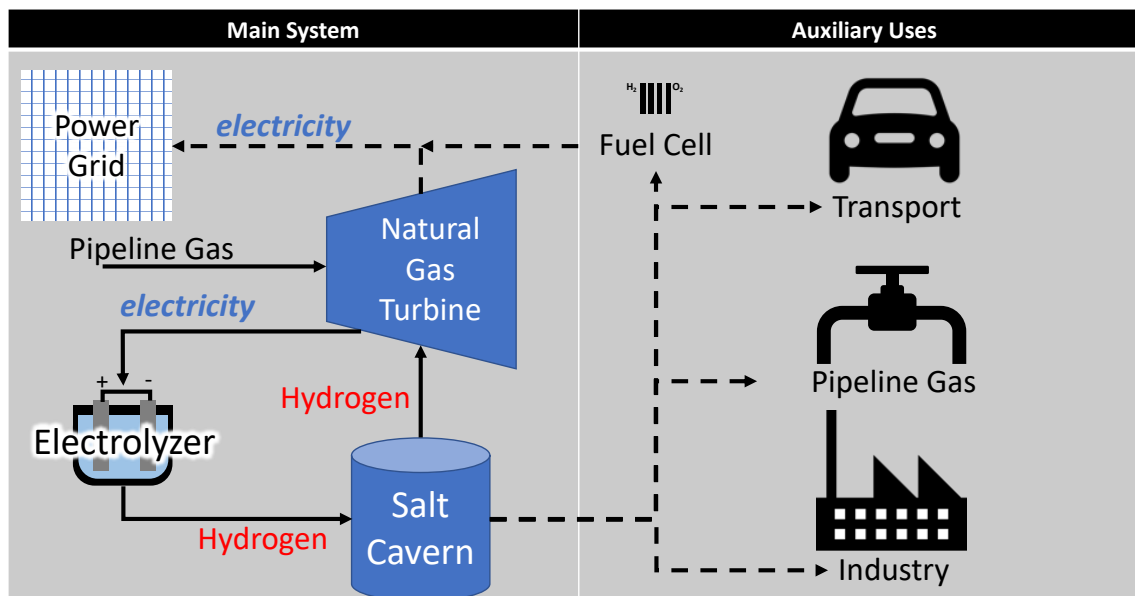 Main System
Auxiliary Uses
Power
Grid
electricity
H₂
O₂
Fuel Cell
Transport
Pipeline Gas
Natural
Gas
Turbine
electricity
+ -
Electrolyzer
Hydrogen
Hydrogen
Salt
Cavern
Pipeline Gas
Industry